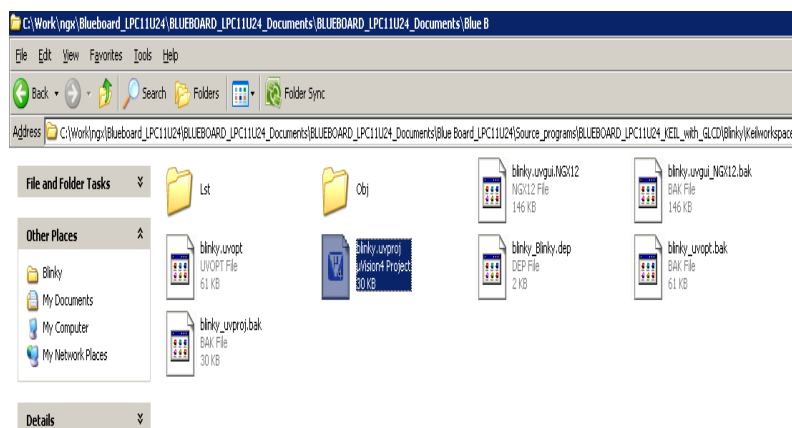 C:\Work\ngx\Blueboard_LPC11U24\BLUEBOARD_LPC11U24_Documents\BLUEBOARD_LPC11U24_Documents\Blue B
File Edit View Favorites Tools Help
Back Search Folders Folder Sync
Address C:\Work\ngx\Blueboard_LPC11U24\BLUEBOARD_LPC11U24_Documents\BLUEBOARD_LPC11U24_Documents\Blue Board_LPC11U24\Source_programs\BLUEBOARD_LPC11U24_KEIL_with_GLCD\Blinky\Keilworkspace
File and Folder Tasks
Other Places
Blinky
My Documents
My Computer
My Network Places
Details
Lst
Obj
blinky.uvgui.NGX12
NGX12 File
146 KB
blinky.uvgui_NGX12.bak
BAK File
146 KB
blinky.uvopt
UVOPT File
61 KB
blinky.uvproj
µVision4 Project
30 KB
blinky_Blinky.dep
DEP File
2 KB
blinky_uvopt.bak
BAK File
61 KB
blinky_uvproj.bak
BAK File
30 KB